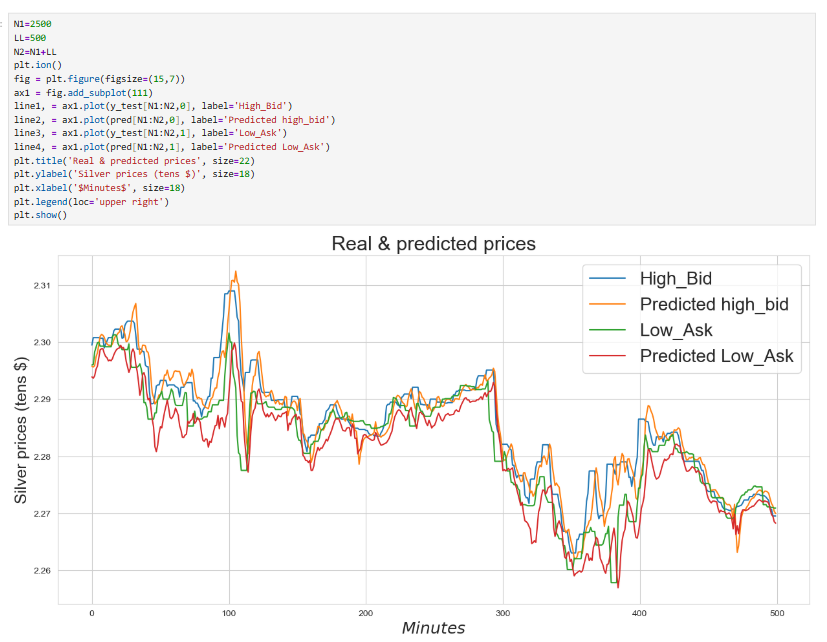 N1=2500
LL=500
N2=N1+LL
plt.ion()
fig = plt.figure(figsize=(15,7))
ax1 = fig.add_subplot(111)
line1, = ax1.plot(y_test[N1:N2,0], label='High_Bid')
line2, = ax1.plot(pred[N1:N2,0], label='Predicted high_bid')
line3, = ax1.plot(y_test[N1:N2,1], label='Low_Ask')
line4, = ax1.plot(pred[N1:N2,1], label='Predicted Low_Ask')
plt.title('Real & predicted prices', size=22)
plt.ylabel('Silver prices (tens $)', size=18)
plt.xlabel('$Minutes$', size=18)
plt.legend(loc='upper right')
plt.show()
Real & predicted prices
High_Bid
Predicted high_bid
Low_Ask
Predicted Low_Ask
Silver prices (tens $)
2.31
2.30
2.29
2.28
2.27
2.26
0 100 200 300 400 500
Minutes